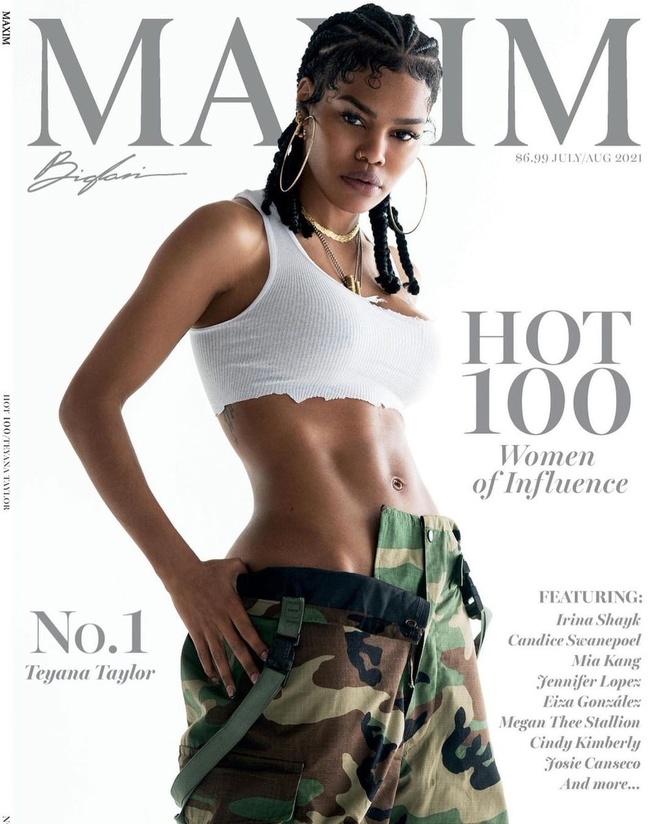 MAXIM
MAXIM
$6.99 JULY/AUG 2021
HOT
100
Women
of Influence
HOT 100/TEYANA TAYLOR
No.1
Teyana Taylor
FEATURING:
Irina Shayk
Candice Swanepoel
Mia Kang
Jennifer Lopez
Eiza González
Megan Thee Stallion
Cindy Kimberly
Josie Canseco
And more...